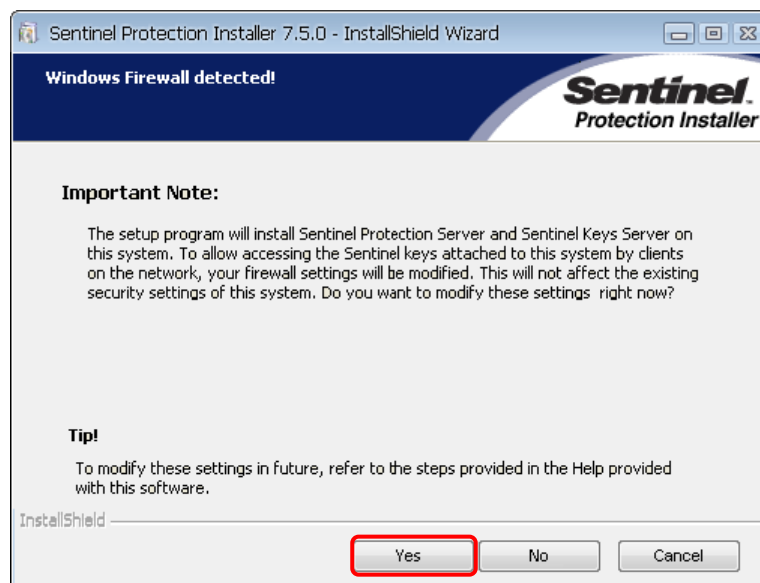 Sentinel Protection Installer 7.5.0 - InstallShield Wizard
Windows Firewall detected!
Sentinel.
Protection Installer
Important Note:
The setup program will install Sentinel Protection Server and Sentinel Keys Server on
this system. To allow accessing the Sentinel keys attached to this system by clients
on the network, your firewall settings will be modified. This will not affect the existing
security settings of this system. Do you want to modify these settings right now?
Tip!
To modify these settings in future, refer to the steps provided in the Help provided
with this software.
InstallShield
Yes No Cancel